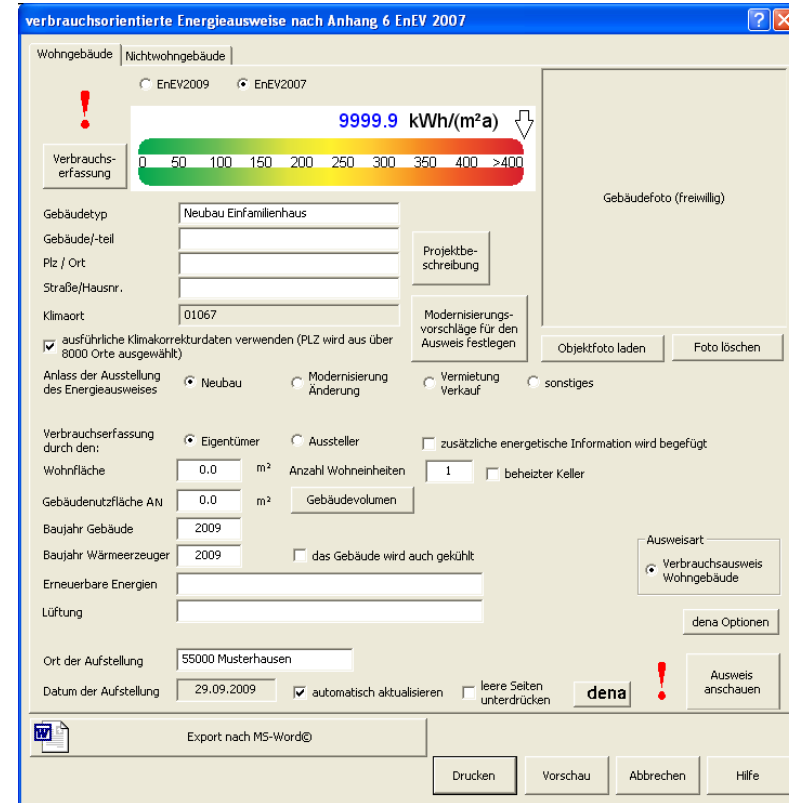 verbrauchsorientierte Energieausweise nach Anhang 6 EnEV 2007
Wohngebäude
Nichtwohngebäude
EnEV2009
EnEV2007
!
9999.9 kWh/(m²a)
Verbrauchs-
erfassung
0 50 100 150 200 250 300 350 400 >400
Gebäudefoto (freiwillig)
Gebäudetyp
Neubau Einfamilienhaus
Gebäude/-teil
Plz / Ort
Straße/Hausnr.
Projektbe-
schreibung
Klimaort
01067
Modernisierungs-
vorschläge für den
Ausweis festlegen
ausführliche Klimakorrekturdaten verwenden (PLZ wird aus über
8000 Orte ausgewählt)
Objektfoto laden
Foto löschen
Anlass der Ausstellung
des Energieausweises
Neubau
Modernisierung
Änderung
Vermietung
Verkauf
sonstiges
Verbrauchserfassung
durch den:
Eigentümer
Aussteller
zusätzliche energetische Information wird begefügt
Wohnfläche
0.0 m²
Anzahl Wohneinheiten
1
beheizter Keller
Gebäudenutzfläche AN
0.0 m²
Gebäudevolumen
Baujahr Gebäude
2009
Baujahr Wärmeerzeuger
2009
das Gebäude wird auch gekühlt
Ausweisart
Verbrauchsausweis
Wohngebäude
Erneuerbare Energien
Lüftung
dena Optionen
Ort der Aufstellung
55000 Musterhausen
Datum der Aufstellung
29.09.2009
automatisch aktualisieren
leere Seiten
unterdrücken
dena
!
Ausweis
anschauen
Export nach MS-Word©
Drucken
Vorschau
Abbrechen
Hilfe